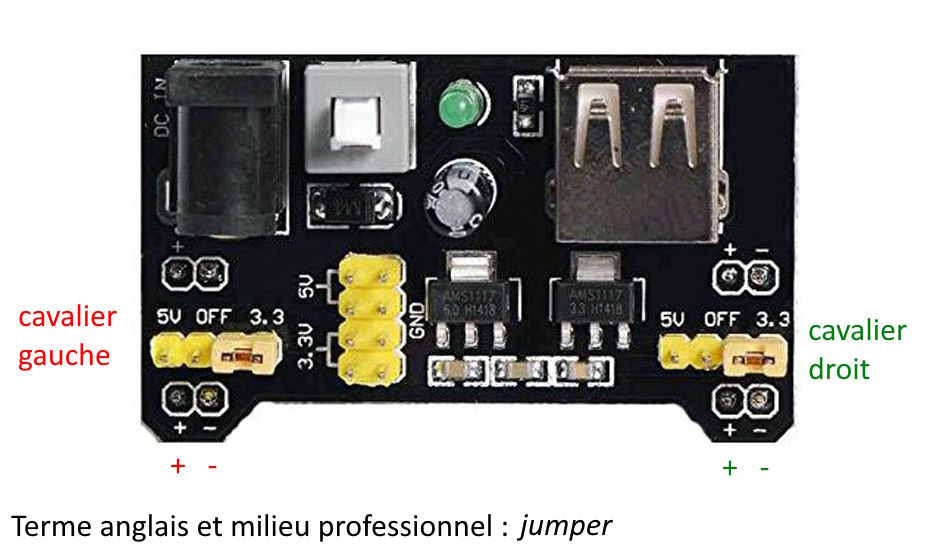 DC IN
M4
+
+ -
5V
3.3V
GND
AMS1117
5.0 H1418
AMS1117
3.3 H1418
cavalier
gauche
5V OFF 3.3
5V OFF 3.3
cavalier
droit
+ -
+ -
+ -
+ -
Terme anglais et milieu professionnel : jumper